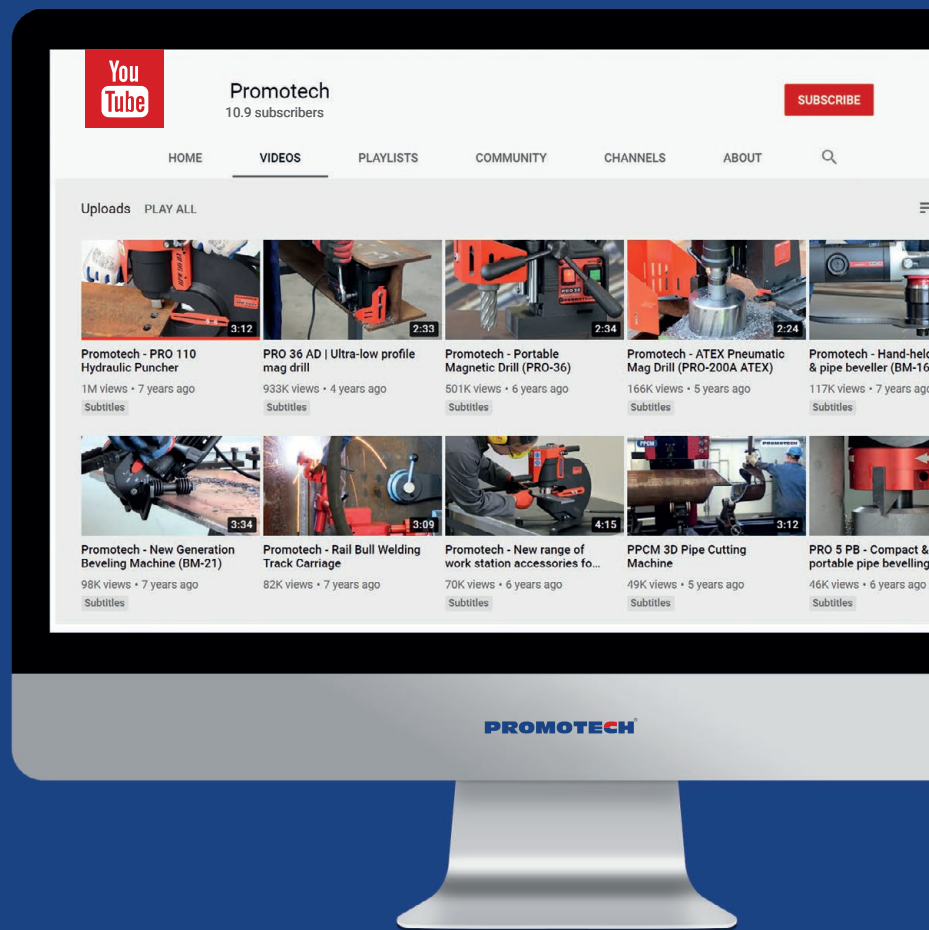 You
Tube
Promotech
10.9 subscribers
SUBSCRIBE
HOME VIDEOS PLAYLISTS COMMUNITY CHANNELS ABOUT
Uploads PLAY ALL
3:12 2:33 2:34 2:24
Promotech - PRO 110
Hydraulic Puncher
1M views • 7 years ago
Subtitles
PRO 36 AD | Ultra-low profile
mag drill
933K views • 4 years ago
Subtitles
PRO 36
Promotech - Portable
Magnetic Drill (PRO-36)
501K views • 6 years ago
Subtitles
Promotech - ATEX Pneumatic
Mag Drill (PRO-200A ATEX)
166K views • 5 years ago
Subtitles
Promotech - Hand-held
& pipe beveller (BM-16
117K views • 7 years ago
Subtitles
3:34 3:09 4:15 3:12
Promotech - New Generation
Beveling Machine (BM-21)
98K views • 7 years ago
Subtitles
Promotech - Rail Bull Welding
Track Carriage
82K views • 7 years ago
Promotech - New range of
work station accessories fo...
70K views • 6 years ago
Subtitles
PPCM
PROMOTECH
PPCM 3D Pipe Cutting
Machine
49K views • 5 years ago
Subtitles
PRO 5 PB - Compact &
portable pipe bevelling
46K views • 6 years ago
Subtitles
PROMOTECH